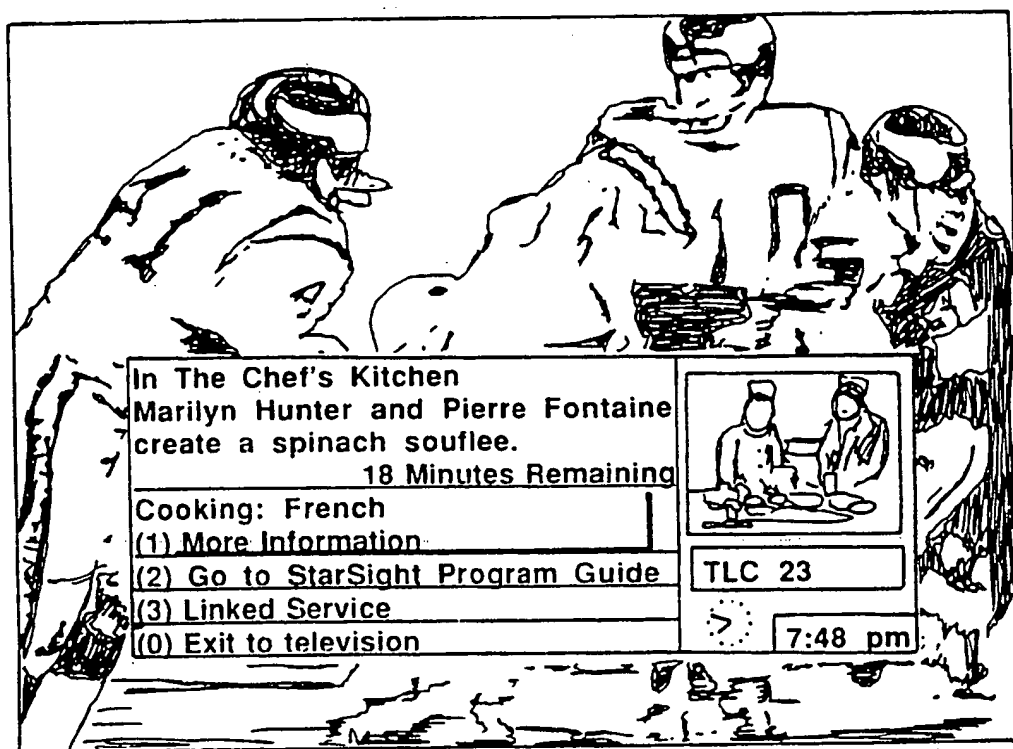 In The Chef's Kitchen
Marilyn Hunter and Pierre Fontaine
create a spinach souflee.
18 Minutes Remaining
Cooking: French
(1) More Information
(2) Go to StarSight Program Guide
(3) Linked Service
(0) Exit to television
TLC 23
7:48 pm